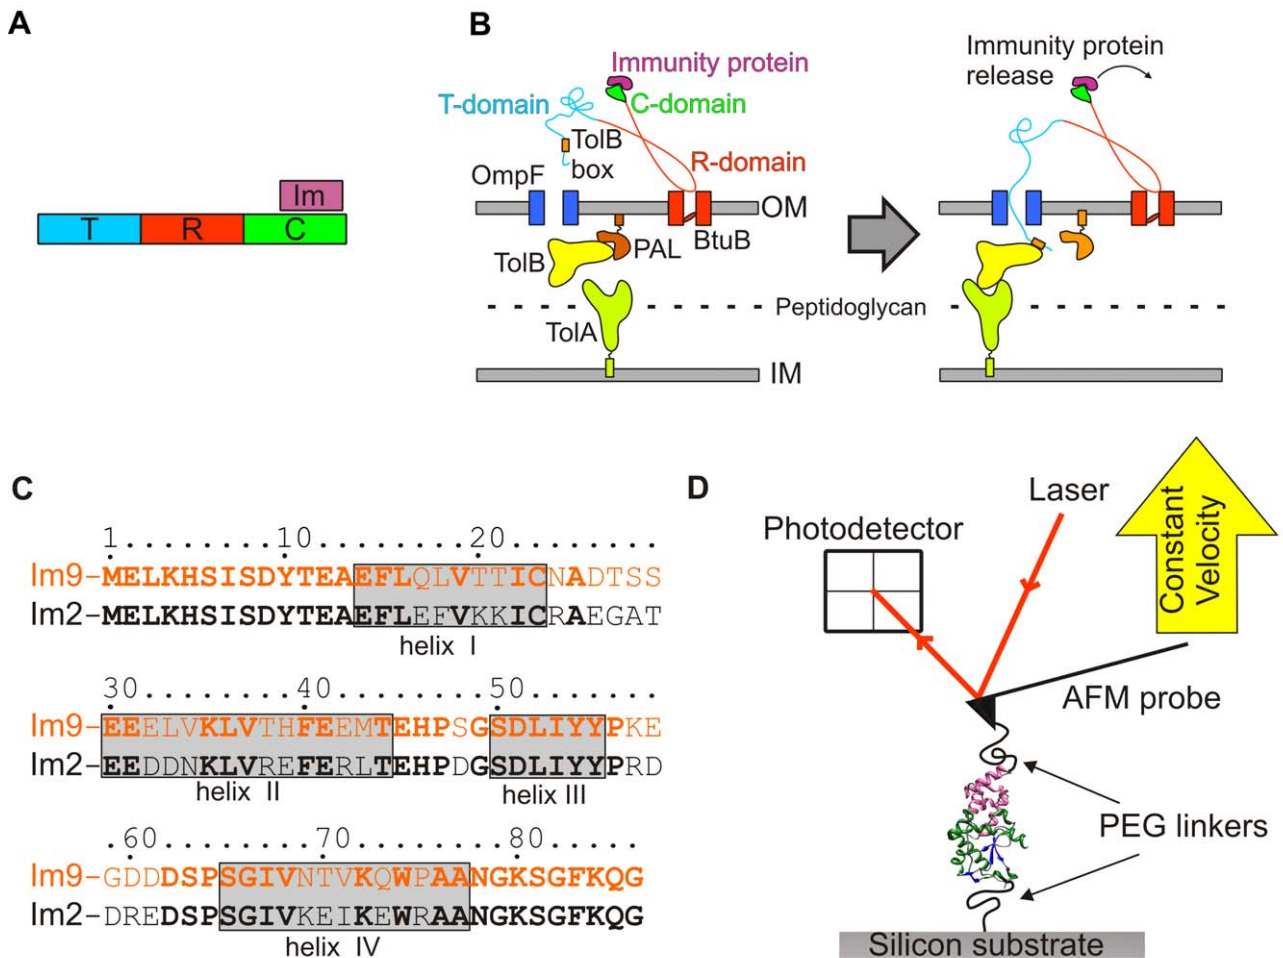 A
T
R
C
Im
B
Immunity protein
T-domain
C-domain
TolB
box
R-domain
OmpF
OM
TolB
PAL
BtuB
TolA
IM
Immunity protein
release
Peptidoglycan
C
1........10........20........
Im9-MELKHSISDYTEAEFLQLVTTICNADTSS
Im2-MELKHSISDYTEAEFLEFVKKICRAEGAT
helix I
30........40........50........
Im9-EEELVKLVTHFEEMTEHPSGSDLIYYPKE
Im2-EEDDNKLVREFERLTEHPDGSDLIYYPRD
helix II
helix III
.60........70........80......
Im9-GDDDSPSGIVNTVKQWPAANGKSGFKQG
Im2-DREDSPSGIVKEIKEWRAANGKSGFKQG
helix IV
D
Photodetector
Laser
Constant
Velocity
AFM probe
PEG linkers
Silicon substrate